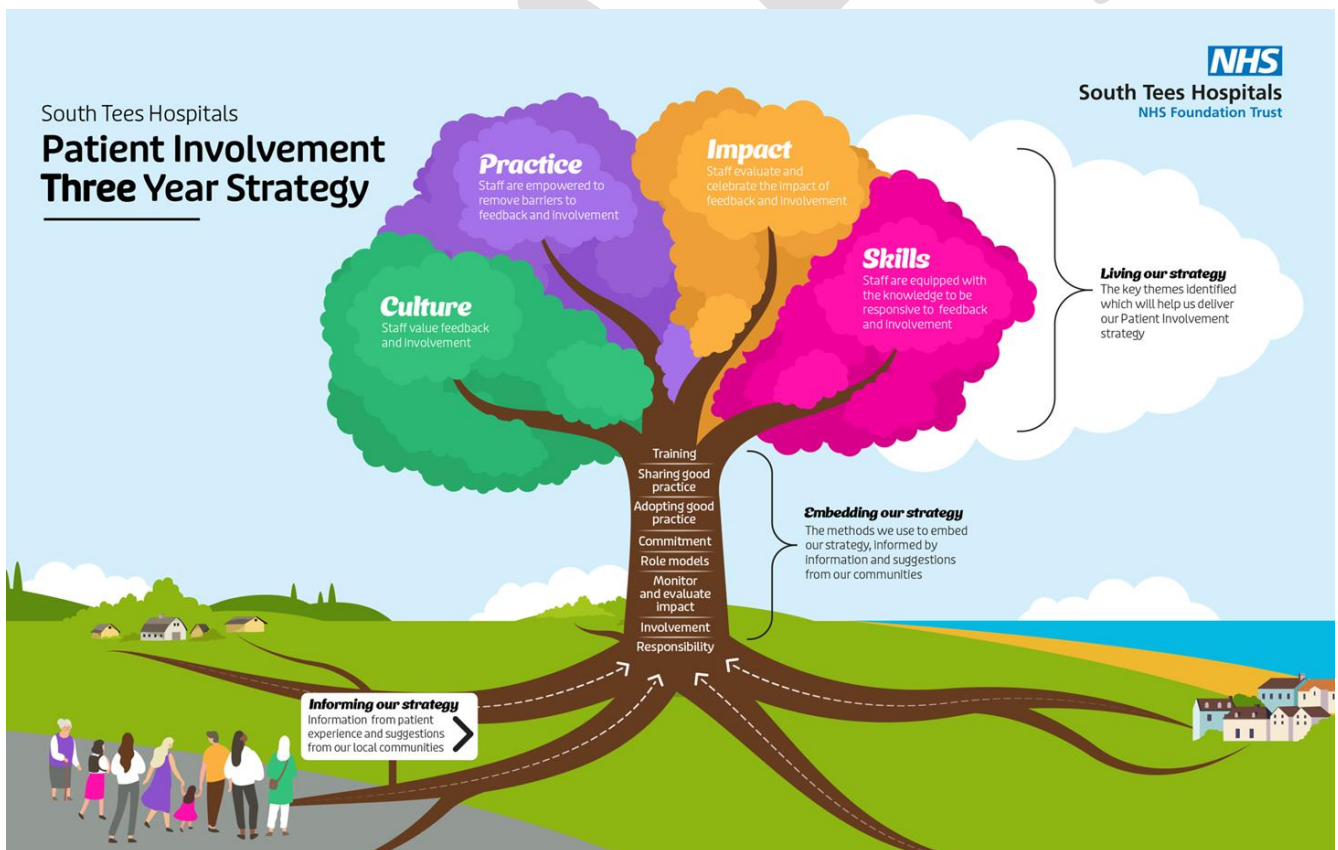 South Tees Hospitals
Patient Involvement
Three Year Strategy
NHS
South Tees Hospitals
NHS Foundation Trust
Culture
Staff value feedback
and involvement
Practice
Staff are empowered to
remove barriers to
feedback and involvement
Impact
Staff evaluate and
celebrate the impact of
feedback and involvement
Skills
Staff are equipped with
the knowledge to be
responsive to feedback
and involvement
Living our strategy
The key themes identified
which will help us deliver
our Patient Involvement
strategy
Training
Sharing good
practice
Adopting good
practice
Commitment
Role models
Monitor
and evaluate
impact
Involvement
Responsibility
Embedding our strategy
The methods we use to embed
our strategy, informed by
information and suggestions
from our communities
Informing our strategy
Information from patient
experience and suggestions
from our local communities